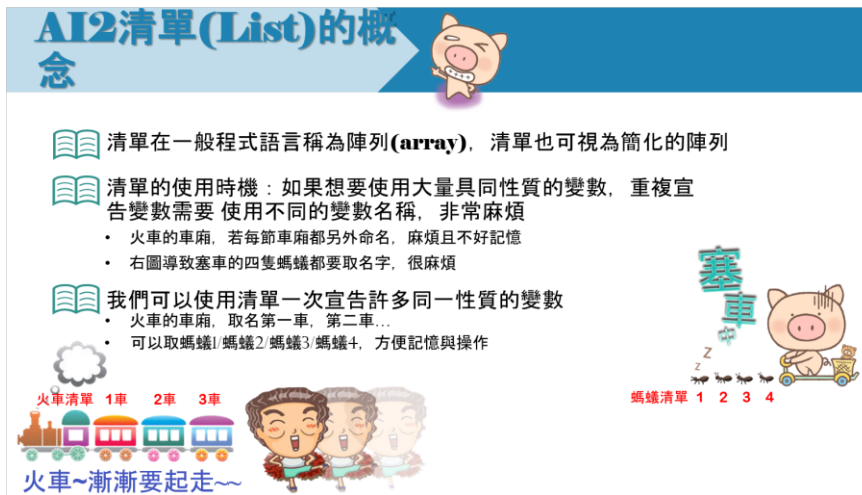 AI2清單(List)的概
念
清單在一般程式語言稱為陣列(array)，清單也可視為簡化的陣列
清單的使用時機：如果想要使用大量具同性質的變數，重複宣
告變數需要 使用不同的變數名稱，非常麻煩
• 火車的車廂，若每節車廂都另外命名，麻煩且不好記憶
• 右圖導致塞車的四隻螞蟻都要取名字，很麻煩
我們可以使用清單一次宣告許多同一性質的變數
• 火車的車廂，取名第一車，第二車…
• 可以取螞蟻1/螞蟻2/螞蟻3/螞蟻4，方便記憶與操作
塞
車
中
z
z
火車清單 1車 2車 3車
螞蟻清單 1 2 3 4
火車~漸漸要起走~~